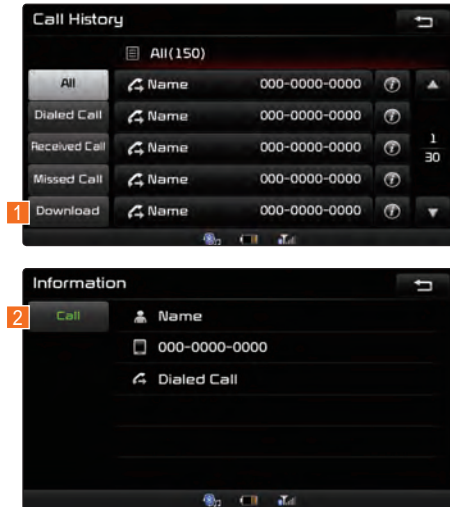 Call History
All(150)
All
Name 000-0000-0000
Dialed Call
Name 000-0000-0000
Received Call
Name 000-0000-0000
1
30
Missed Call
Name 000-0000-0000
1 Download
Name 000-0000-0000
Information
2 Call
Name
000-0000-0000
Dialed Call